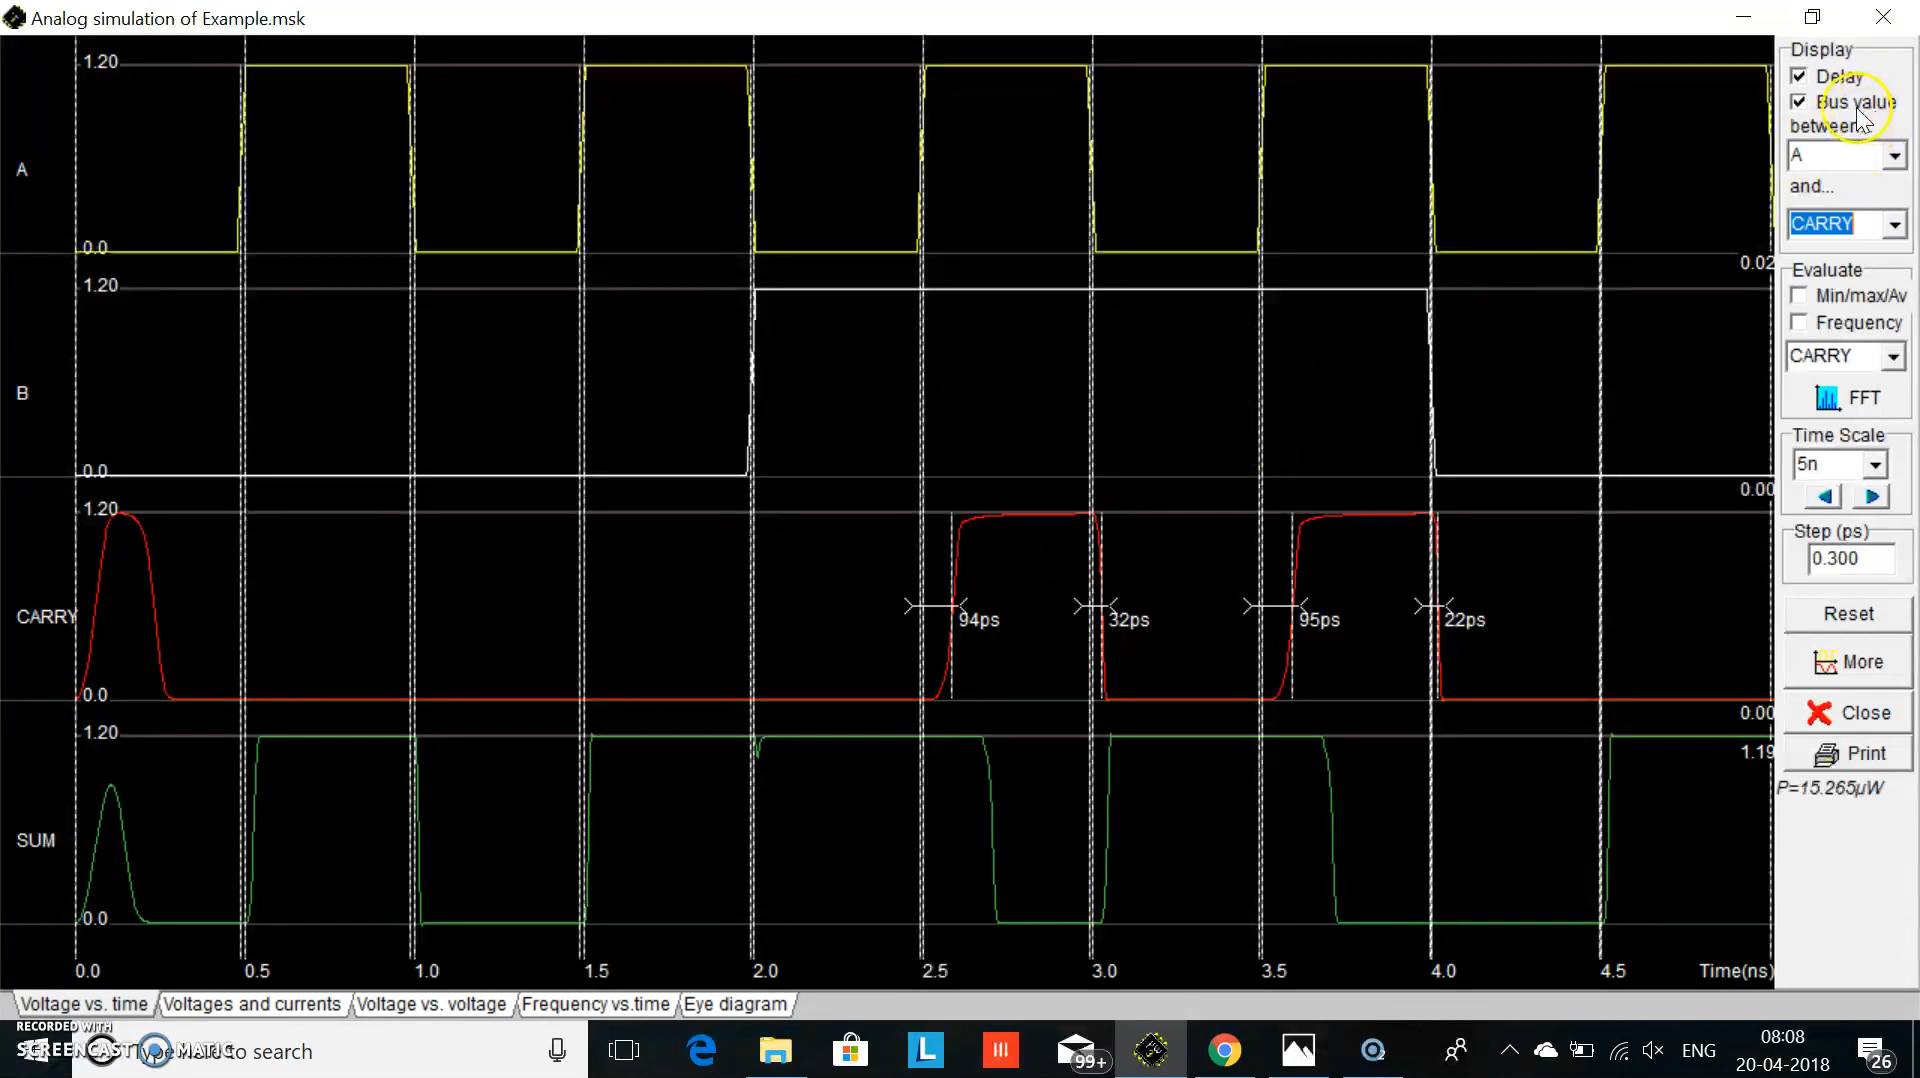 Analog simulation of Example.msk
1.20
A
0.0
0.02
1.20
B
0.0
0.00
1.20
CARRY
94ps
32ps
95ps
22ps
0.0
0.00
1.20
1.19
SUM
0.0
0.0 0.5 1.0 1.5 2.0 2.5 3.0 3.5 4.0 4.5 Time(ns)
Display
Delay
Bus value
between
A
and...
CARRY
Evaluate
Min/max/Av
Frequency
CARRY
FFT
Time Scale
5n
Step (ps)
0.300
Reset
More
Close
Print
P=15.265µW
Voltage vs. time Voltages and currents Voltage vs. voltage Frequency vs.time Eye diagram
RECORDED WITH
SCREENCAST MATIC
to search
L
99+
ENG
08:08
20-04-2018
26